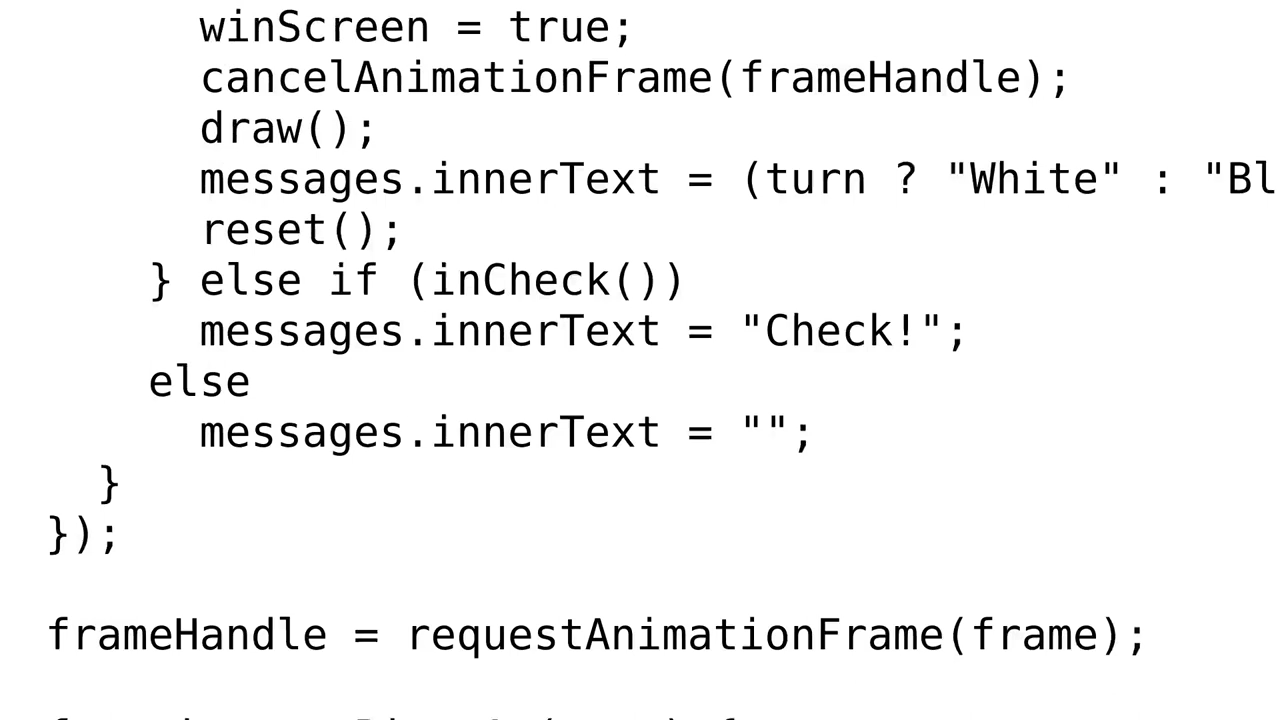 winScreen = true;
cancelAnimationFrame(frameHandle);
draw();
messages.innerText = (turn ? "White" : "Bl
reset();
} else if (inCheck())
messages.innerText = "Check!";
else
messages.innerText = "";
}
});
frameHandle = requestAnimationFrame(frame);